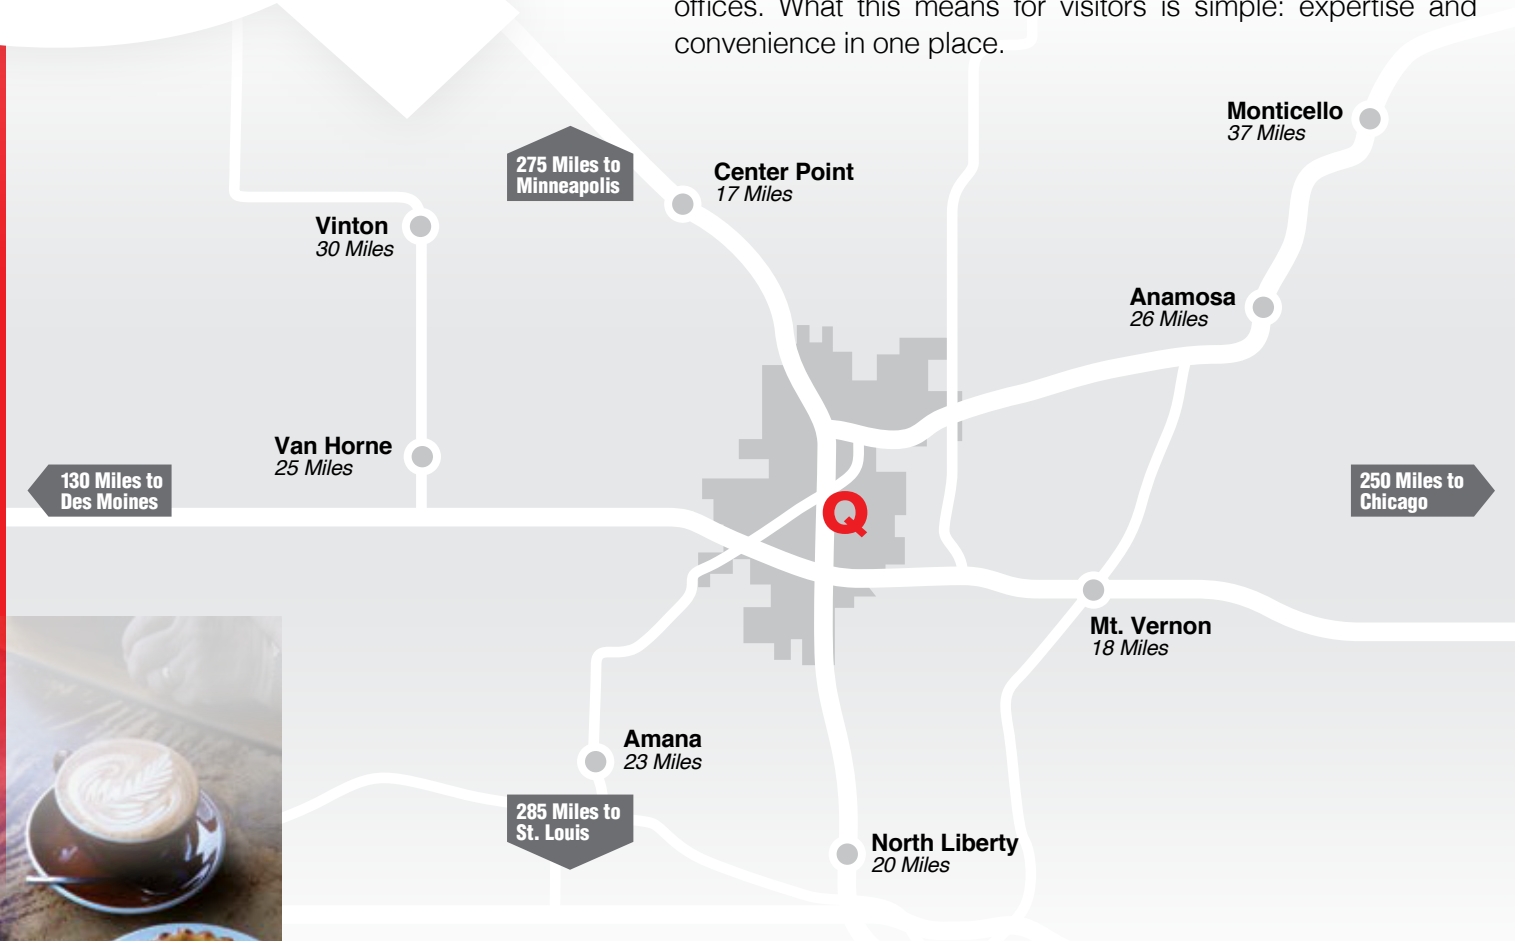 offices. What this means for visitors is simple: expertise and
convenience in one place.
Monticello
37 Miles
275 Miles to
Minneapolis
Center Point
17 Miles
Vinton
30 Miles
Anamosa
26 Miles
Van Horne
25 Miles
130 Miles to
Des Moines
250 Miles to
Chicago
Q
Mt. Vernon
18 Miles
Amana
23 Miles
285 Miles to
St. Louis
North Liberty
20 Miles